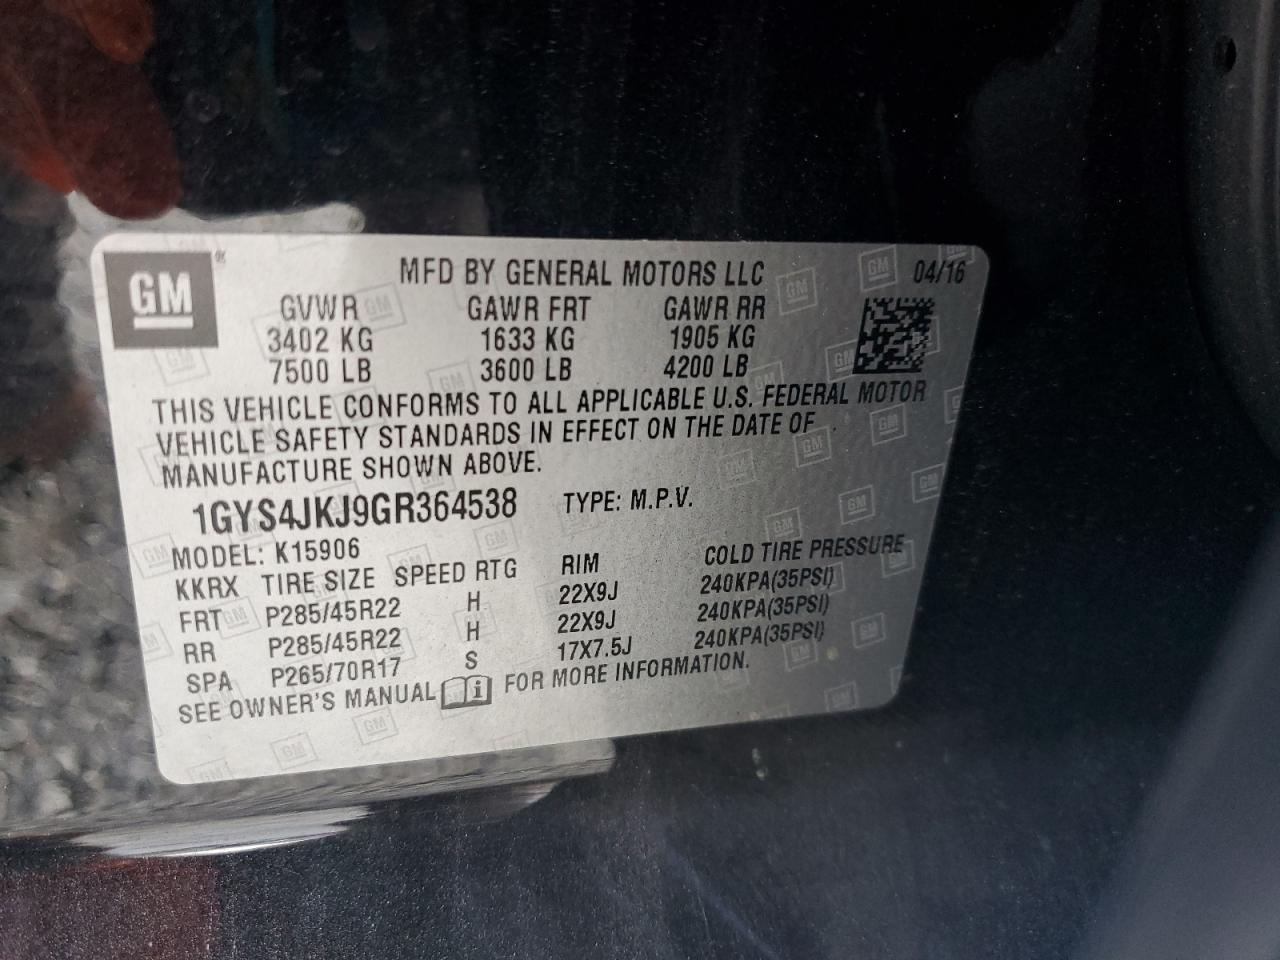 GM®
MFD BY GENERAL MOTORS LLC 04/16
GVWR GAWR FRT GAWR RR
3402 KG 1633 KG 1905 KG
7500 LB 3600 LB 4200 LB
THIS VEHICLE CONFORMS TO ALL APPLICABLE U.S. FEDERAL MOTOR
VEHICLE SAFETY STANDARDS IN EFFECT ON THE DATE OF
MANUFACTURE SHOWN ABOVE.
1GYS4JKJ9GR364538 TYPE: M.P.V.
MODEL: K15906
KKRX TIRE SIZE SPEED RTG RIM COLD TIRE PRESSURE
FRT P285/45R22 H 22X9J 240KPA(35PSI)
RR P285/45R22 H 22X9J 240KPA(35PSI)
SPA P265/70R17 S 17X7.5J 240KPA(35PSI)
SEE OWNER'S MANUAL i FOR MORE INFORMATION.